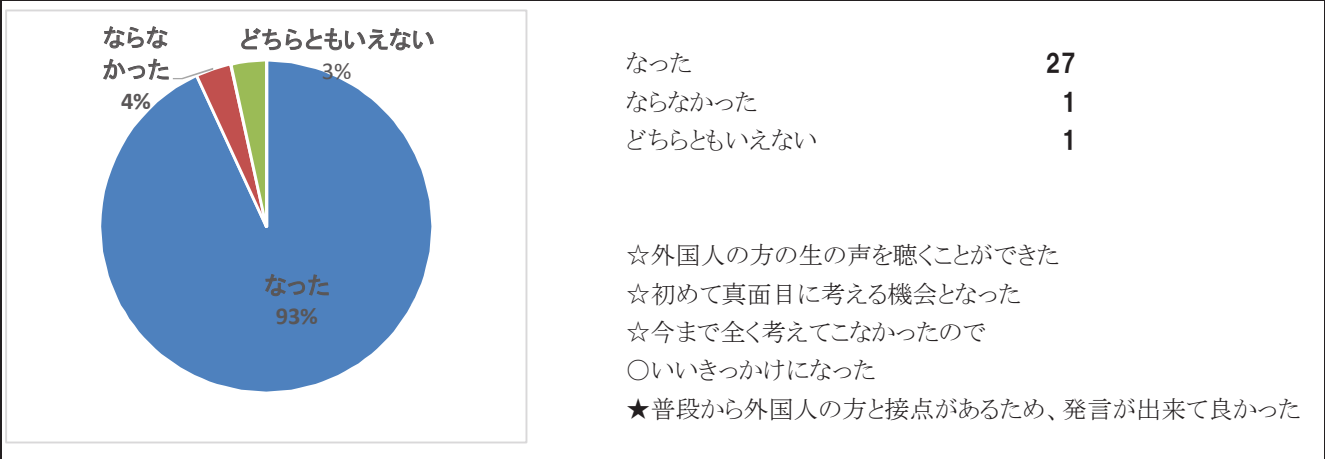 ならな
かった
4%
どちらともいえない
3%
なった
93%
なった 27
ならなかった 1
どちらともいえない 1
☆外国人の方の生の声を聴くことができた
☆初めて真面目に考える機会となった
☆今まで全く考えてこなかったので
○いいきっかけになった
★普段から外国人の方と接点があるため、発言が出来て良かった